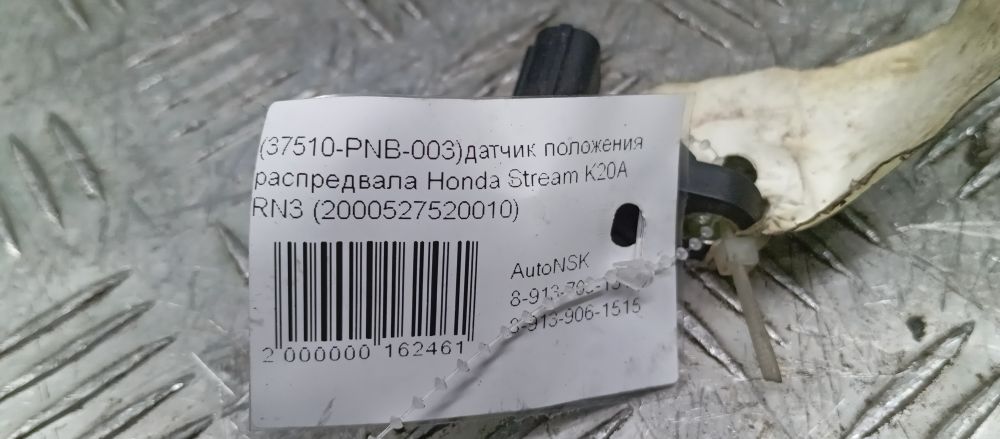 (37510-PNB-003)датчик положения
распредвала Honda Stream K20A
RN3 (2000527520010)
AutoNSK
8-913-906-1515
2 000000 162461